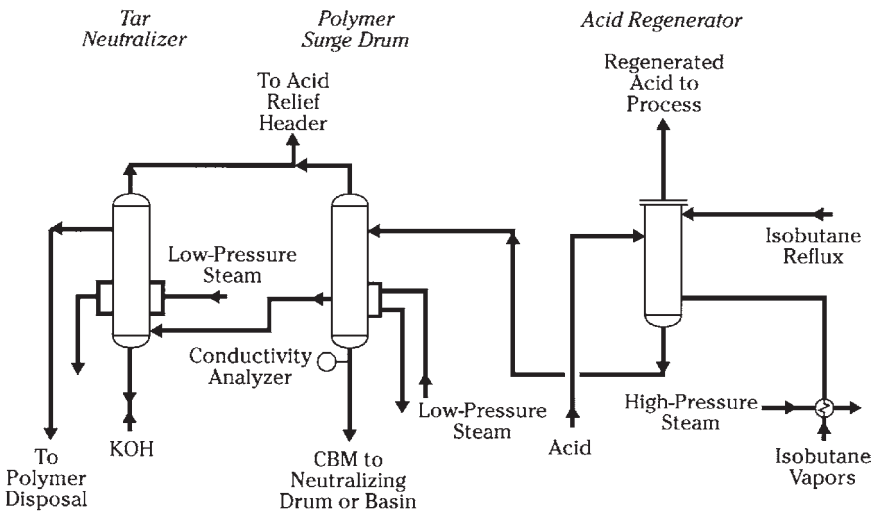 Tar
Neutralizer
Polymer
Surge Drum
Acid Regenerator
To Acid
Relief
Header
Regenerated
Acid to
Process
Low-Pressure
Steam
Isobutane
Reflux
Conductivity
Analyzer
Low-Pressure
Steam
High-Pressure
Steam
To
Polymer
Disposal
KOH
CBM to
Neutralizing
Drum or Basin
Acid
Isobutane
Vapors